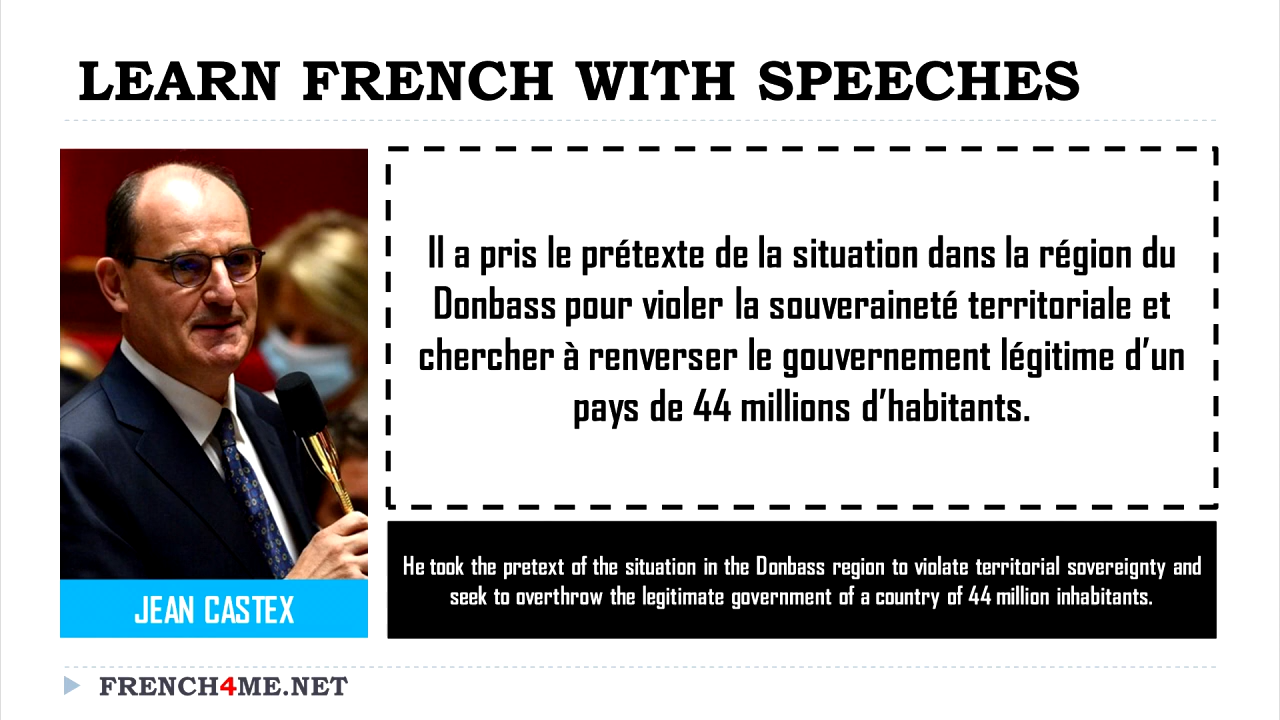 LEARN FRENCH WITH SPEECHES
Il a pris le prétexte de la situation dans la région du
Donbass pour violer la souveraineté territoriale et
chercher à renverser le gouvernement légitime d’un
pays de 44 millions d’habitants.
He took the pretext of the situation in the Donbass region to violate territorial sovereignty and
seek to overthrow the legitimate government of a country of 44 million inhabitants.
JEAN CASTEX
FRENCH4ME.NET